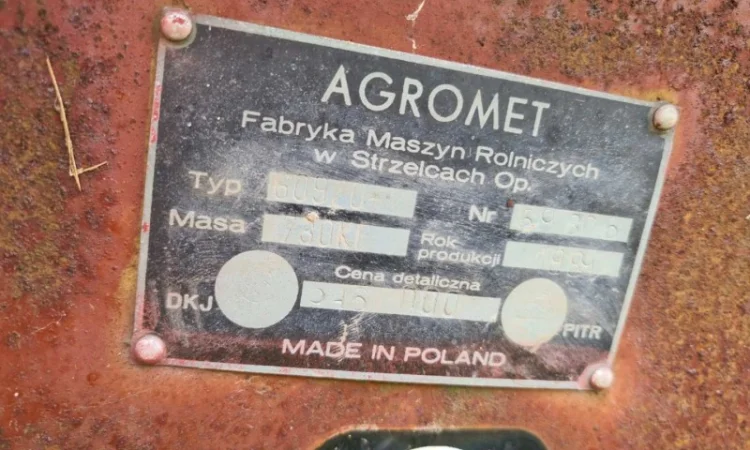 AGROMET
Fabryka Maszyn Rolniczych
w Strzelcach Op.
Typ Nr
Masa Rok
produkcji
Cena detaliczna
DKJ PITR
MADE IN POLAND